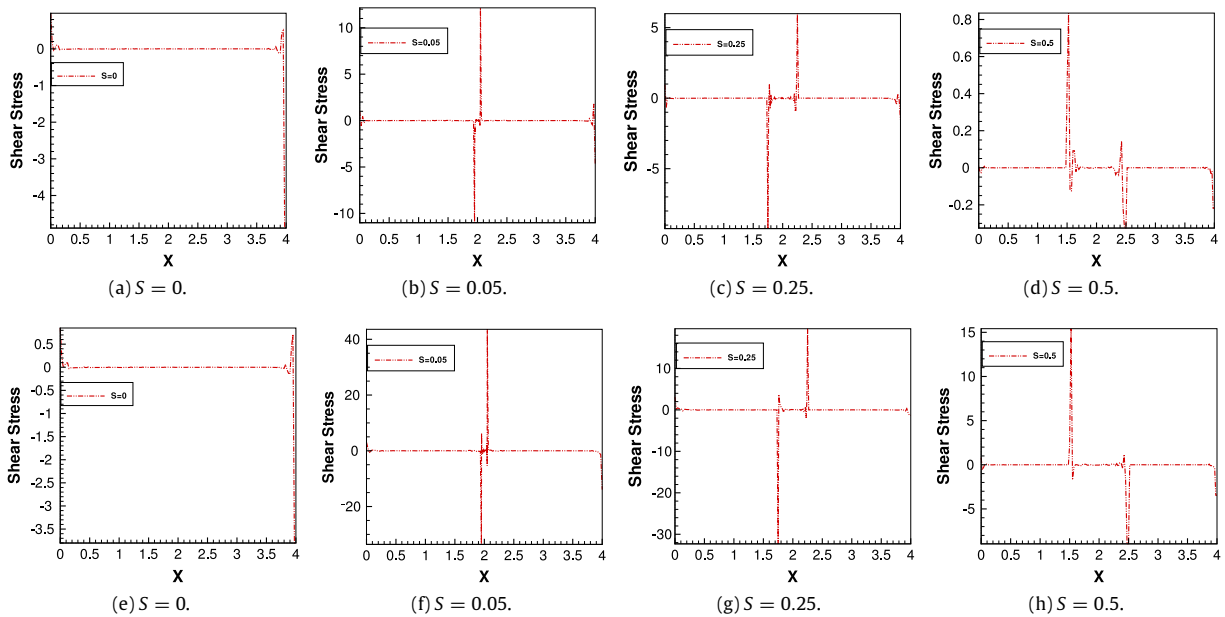 Shear Stress
0
-1
-2
-3
-4
S=0
0 0.5 1 1.5 2 2.5 3 3.5 4
X
(a) S = 0.
Shear Stress
10
5
0
-5
-10
S=0.05
0 0.5 1 1.5 2 2.5 3 3.5 4
X
(b) S = 0.05.
Shear Stress
5
0
-5
S=0.25
0 0.5 1 1.5 2 2.5 3 3.5 4
X
(c) S = 0.25.
Shear Stress
0.8
0.6
0.4
0.2
0
-0.2
S=0.5
0 0.5 1 1.5 2 2.5 3 3.5 4
X
(d) S = 0.5.
Shear Stress
0.5
0
-0.5
-1
-1.5
-2
-2.5
-3
-3.5
S=0
0 0.5 1 1.5 2 2.5 3 3.5 4
X
(e) S = 0.
Shear Stress
40
20
0
-20
S=0.05
0 0.5 1 1.5 2 2.5 3 3.5 4
X
(f) S = 0.05.
Shear Stress
10
0
-10
-20
-30
S=0.25
0 0.5 1 1.5 2 2.5 3 3.5 4
X
(g) S = 0.25.
Shear Stress
15
10
5
0
-5
S=0.5
0 0.5 1 1.5 2 2.5 3 3.5 4
X
(h) S = 0.5.